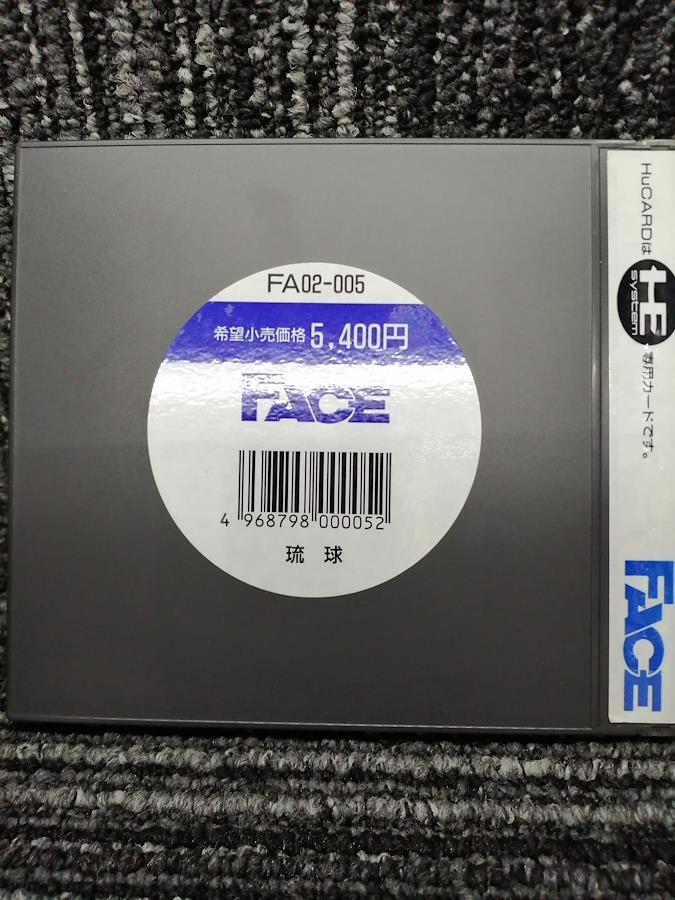 FA02-005
希望小売価格 5,400円
FACE
4 968798 000052
琉球
HuCARDは HE system 専用カードです。
FACE